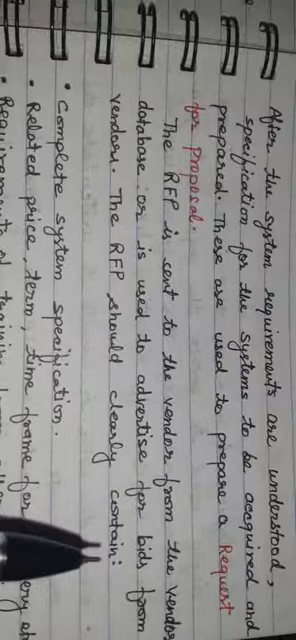 After the system requirements are understood,
specification for the systems to be acquired and
prepared. These are used to prepare a Request
for Proposal.
The RFP is sent to the vendor from the vendor
database or is used to advertise for bids from
vendors. The RFP should clearly contain:
• Complete system specification.
• Related price, term, time frame for
• Requirements of training